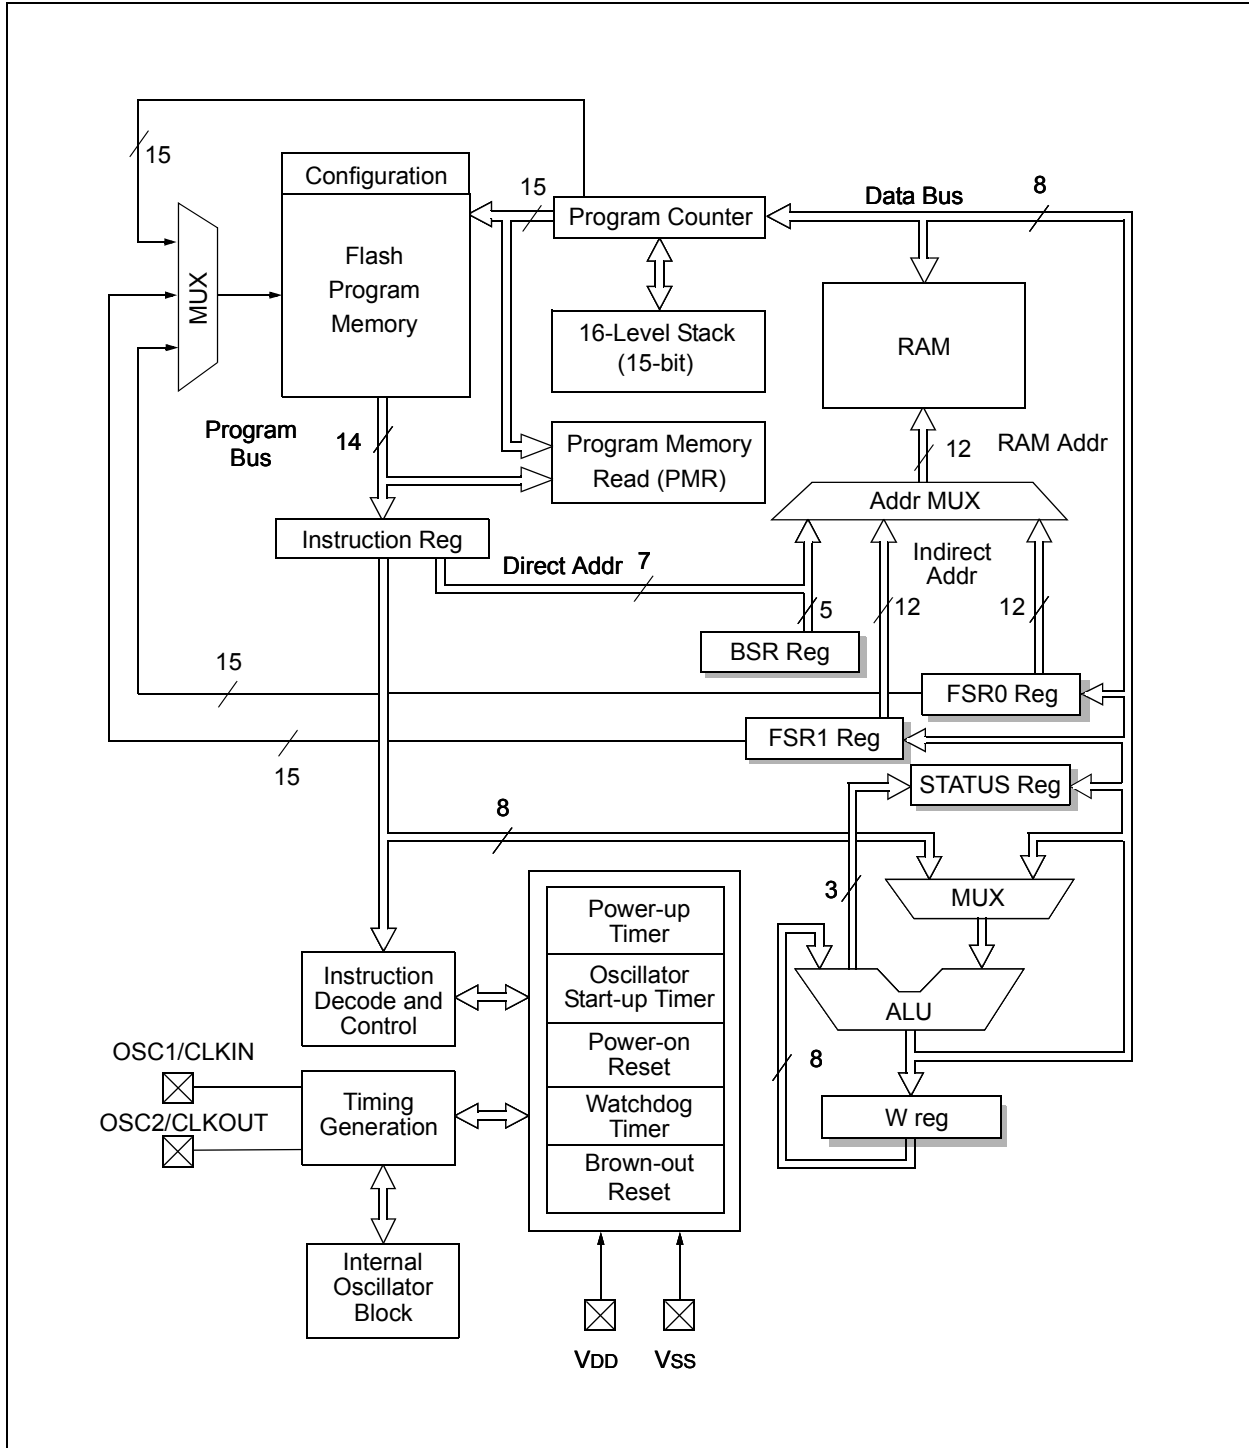 15
Configuration
15
Program Counter
Data Bus
8
MUX
Flash
Program
Memory
16-Level Stack
(15-bit)
RAM
Program
Bus
14
Program Memory
Read (PMR)
12
RAM Addr
Addr MUX
Instruction Reg
Direct Addr
7
Indirect
Addr
5
12
12
BSR Reg
15
FSR0 Reg
FSR1 Reg
15
STATUS Reg
8
3
MUX
Power-up
Timer
Instruction
Decode and
Control
Oscillator
Start-up Timer
ALU
OSC1/CLKIN
Power-on
Reset
8
OSC2/CLKOUT
Timing
Generation
Watchdog
Timer
W reg
Brown-out
Reset
Internal
Oscillator
Block
VDD
VSS